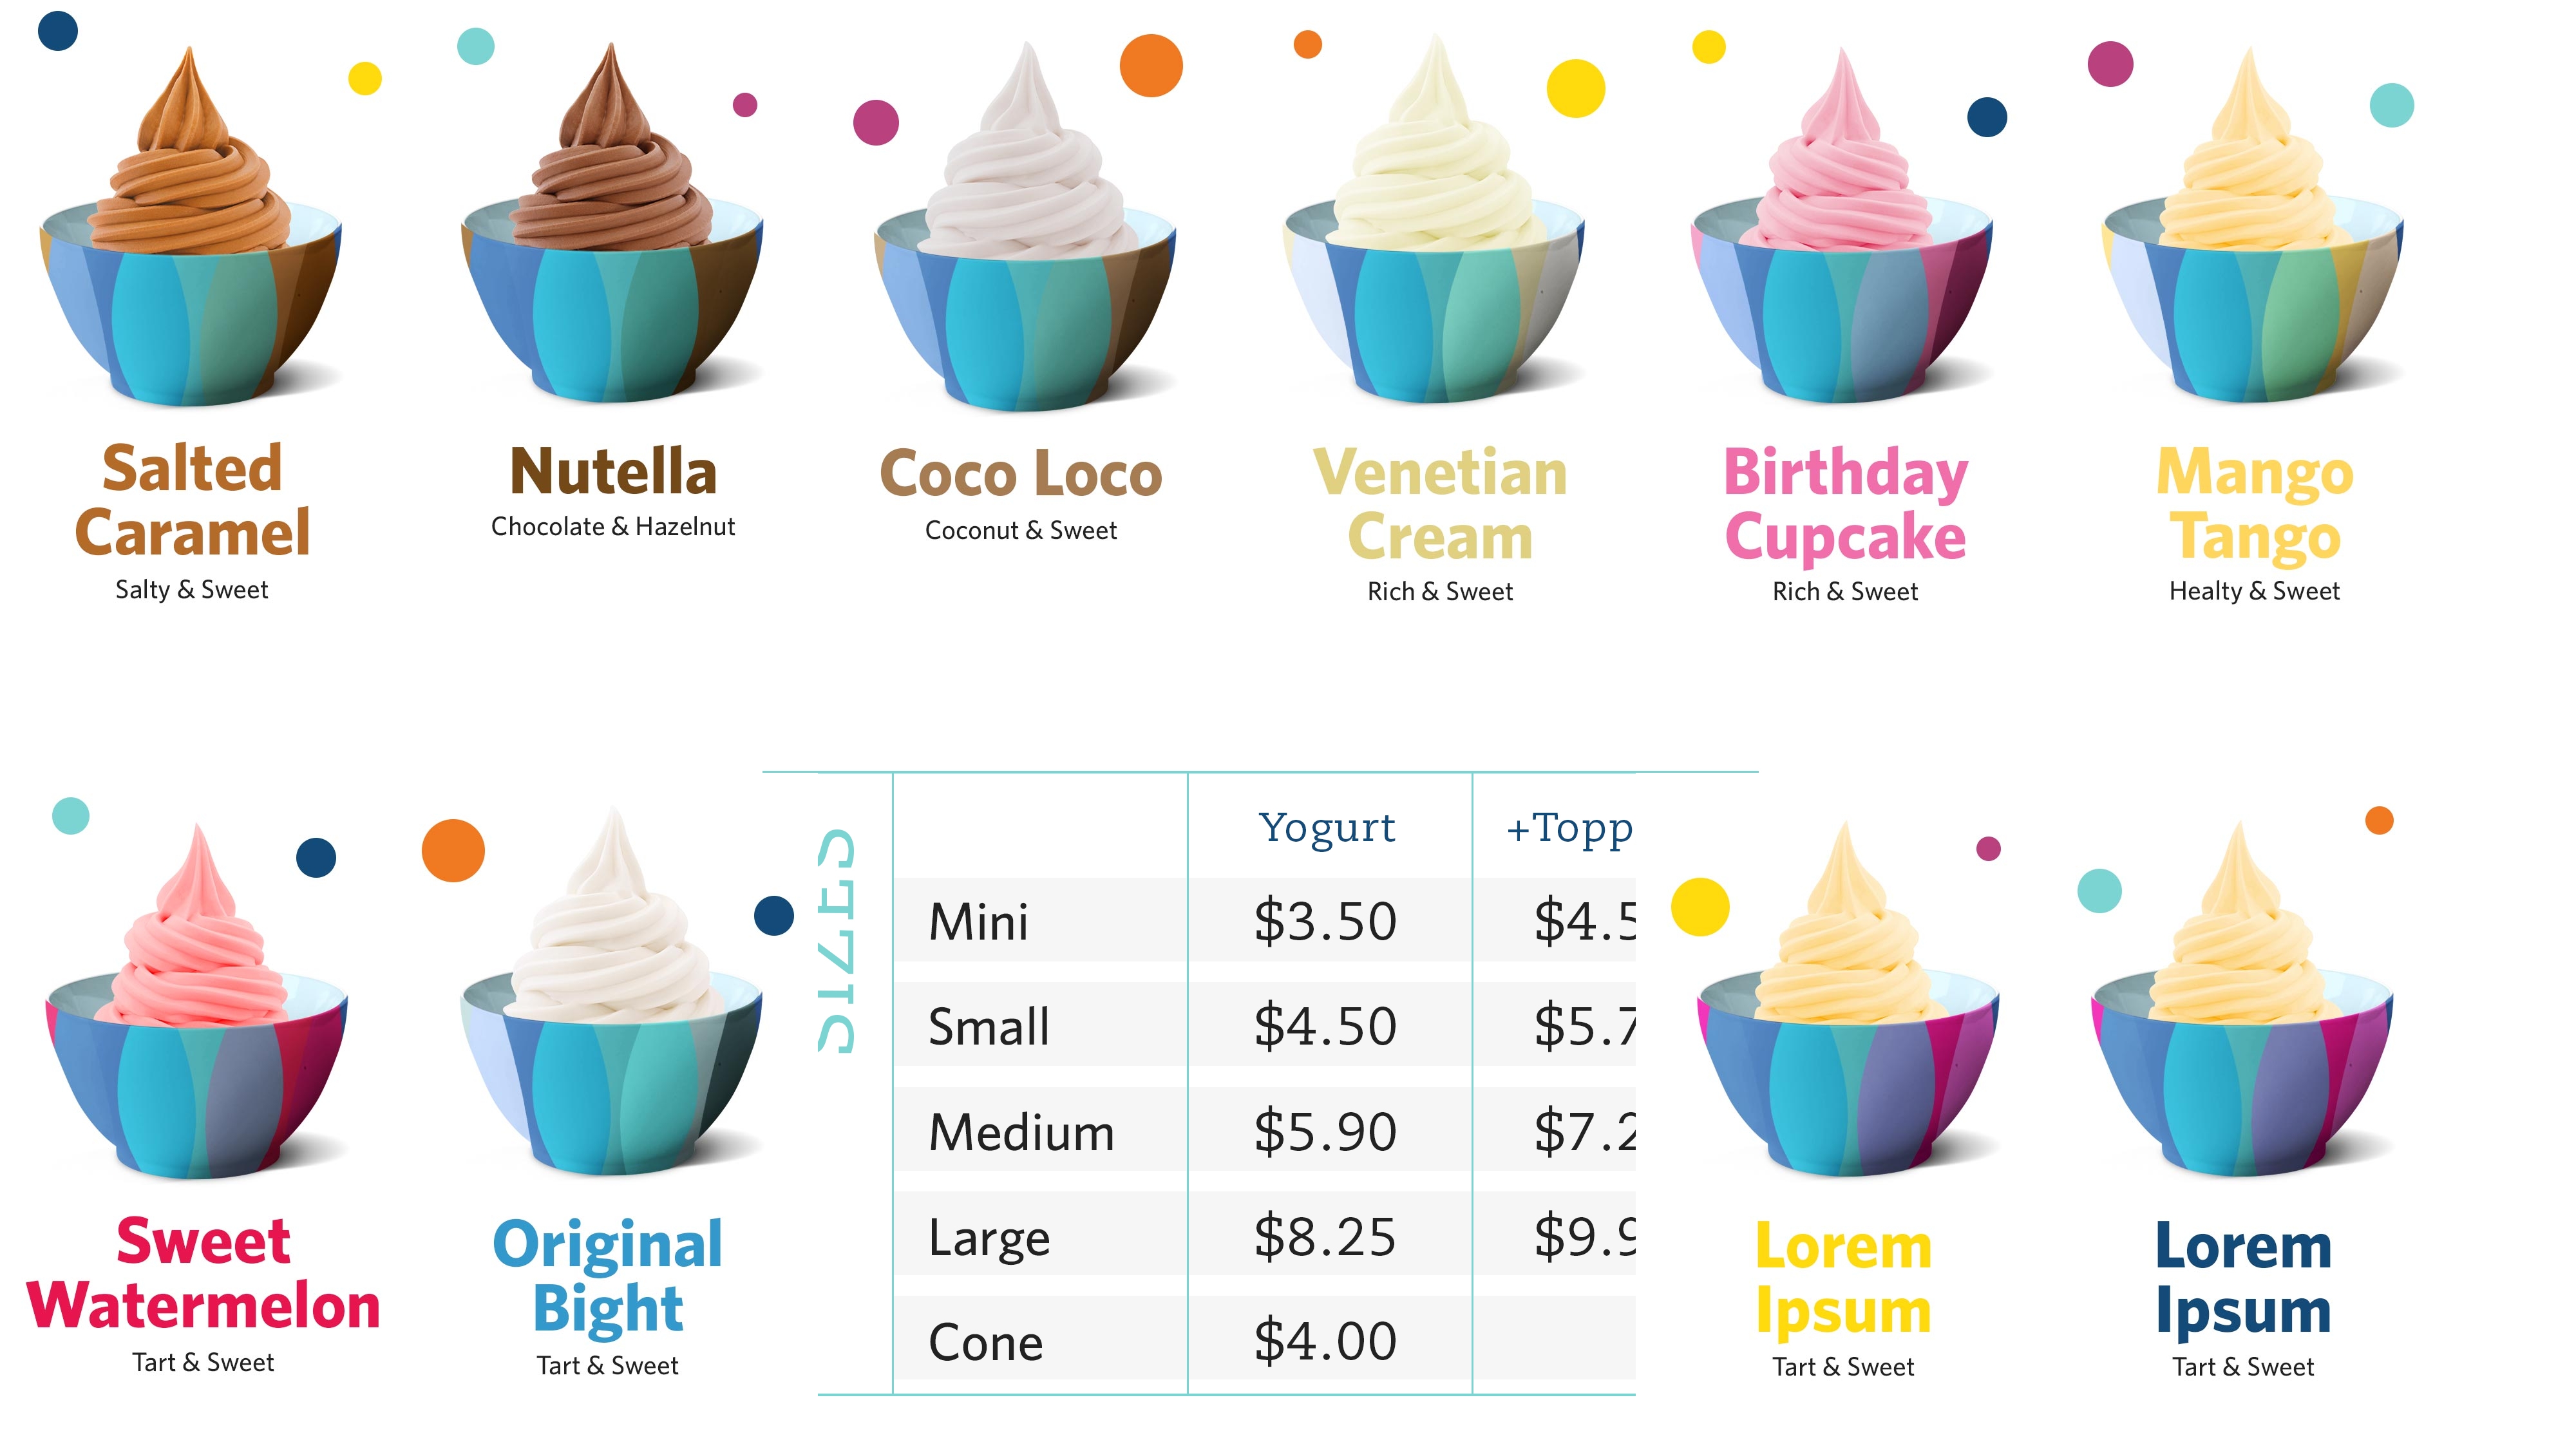 Salted
Caramel
Salty & Sweet
Nutella
Chocolate & Hazelnut
Coco Loco
Coconut & Sweet
Venetian
Cream
Rich & Sweet
Birthday
Cupcake
Rich & Sweet
Mango
Tango
Healty & Sweet
Sweet
Watermelon
Tart & Sweet
Original
Bight
Tart & Sweet
SIZES
Yogurt +Topp
Mini $3.50 $4.5
Small $4.50 $5.7
Medium $5.90 $7.2
Large $8.25 $9.9
Cone $4.00
Lorem
Ipsum
Tart & Sweet
Lorem
Ipsum
Tart & Sweet